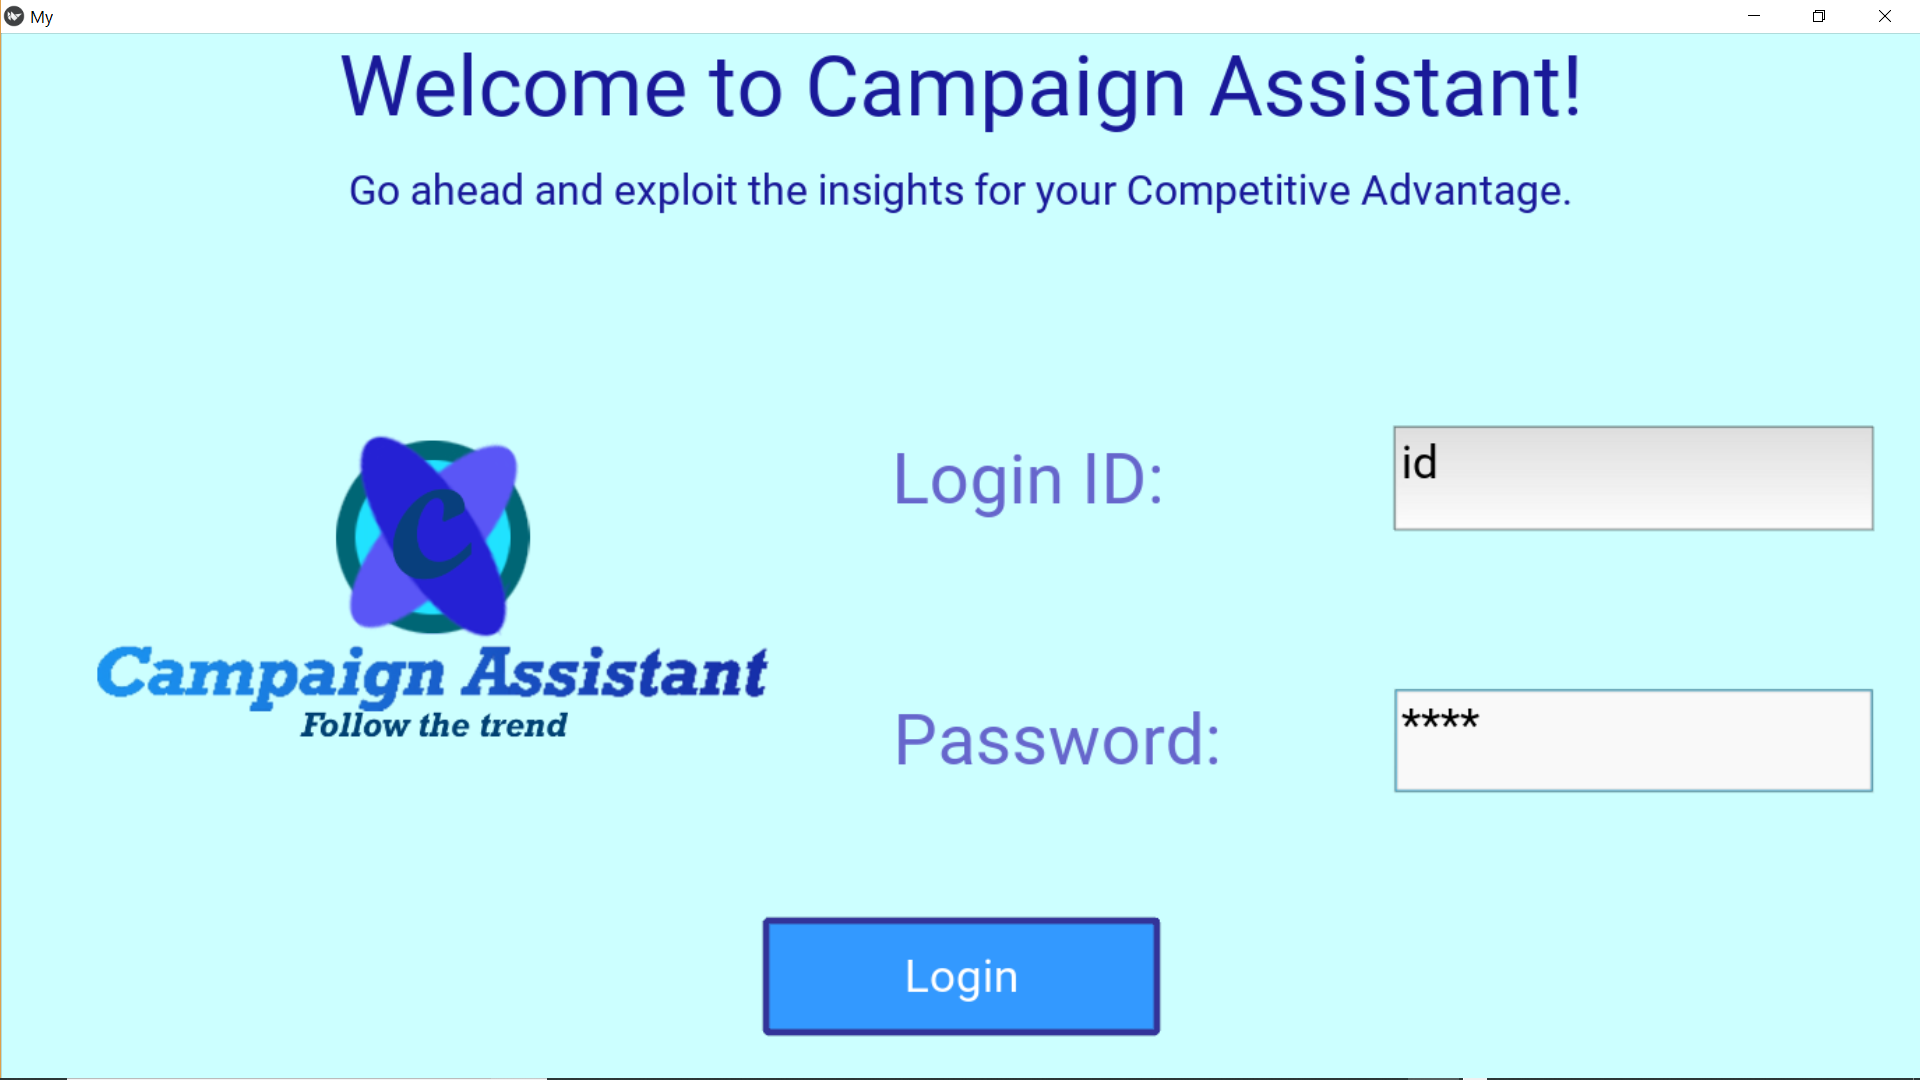 My
Welcome to Campaign Assistant!
Go ahead and exploit the insights for your Competitive Advantage.
C
Campaign Assistant
Follow the trend
Login ID:
id
Password:
****
Login